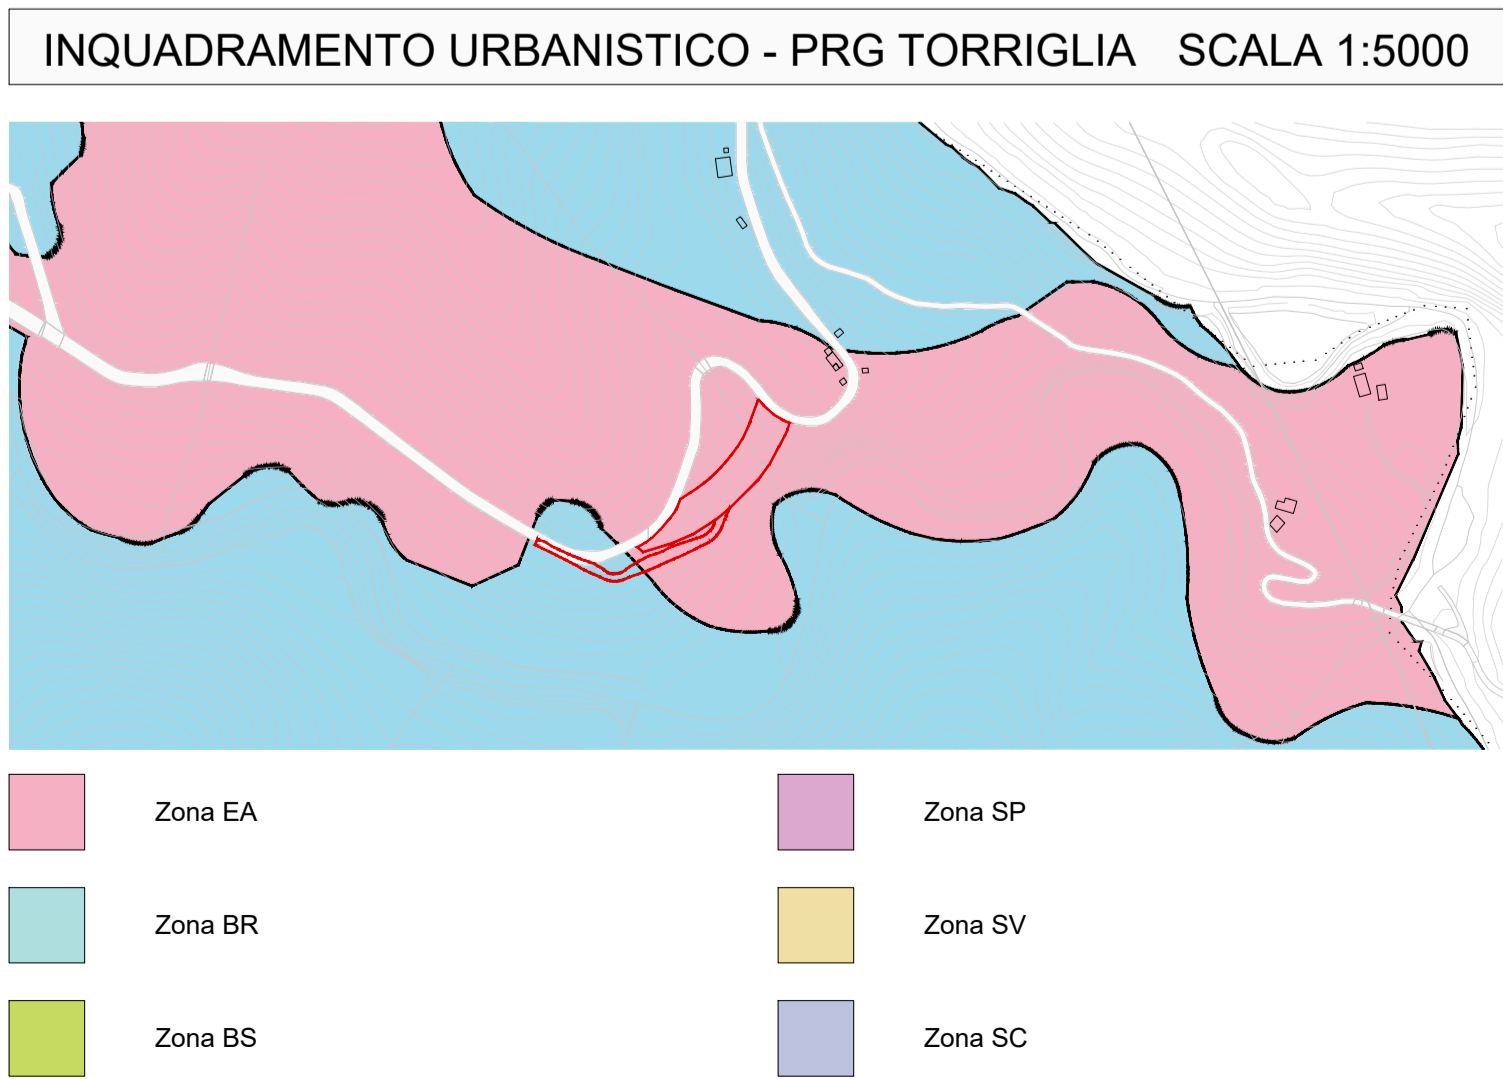 INQUADRAMENTO URBANISTICO - PRG TORRIGLIA SCALA 1:5000
Zona EA
Zona SP
Zona BR
Zona SV
Zona BS
Zona SC